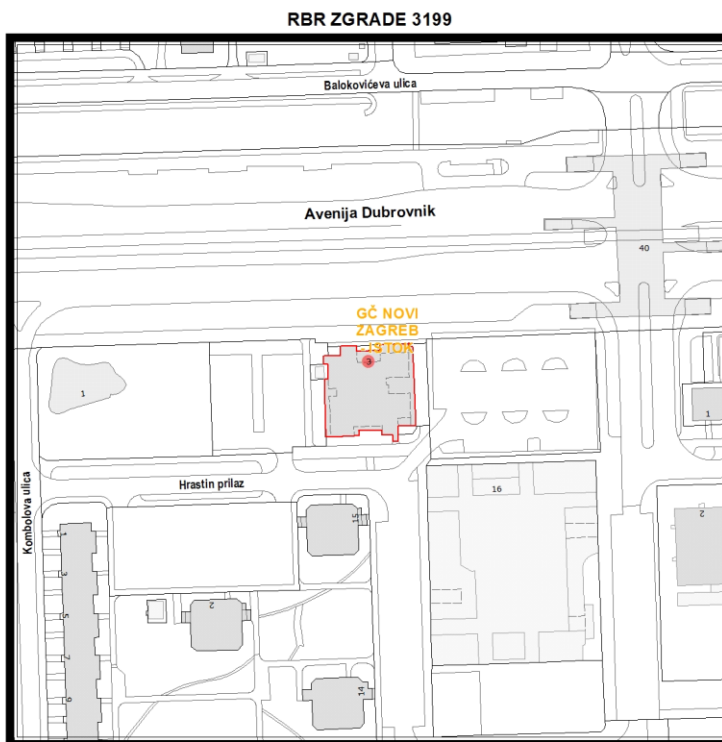 RBR ZGRADE 3199
Balokovićeva ulica
Avenija Dubrovnik
40
GČ NOVI
ZAGREB
- ISTOK
3
1
1
Hrastin prilaz
Kombolova ulica
16
15
2
1
3
2
5
7
14
9